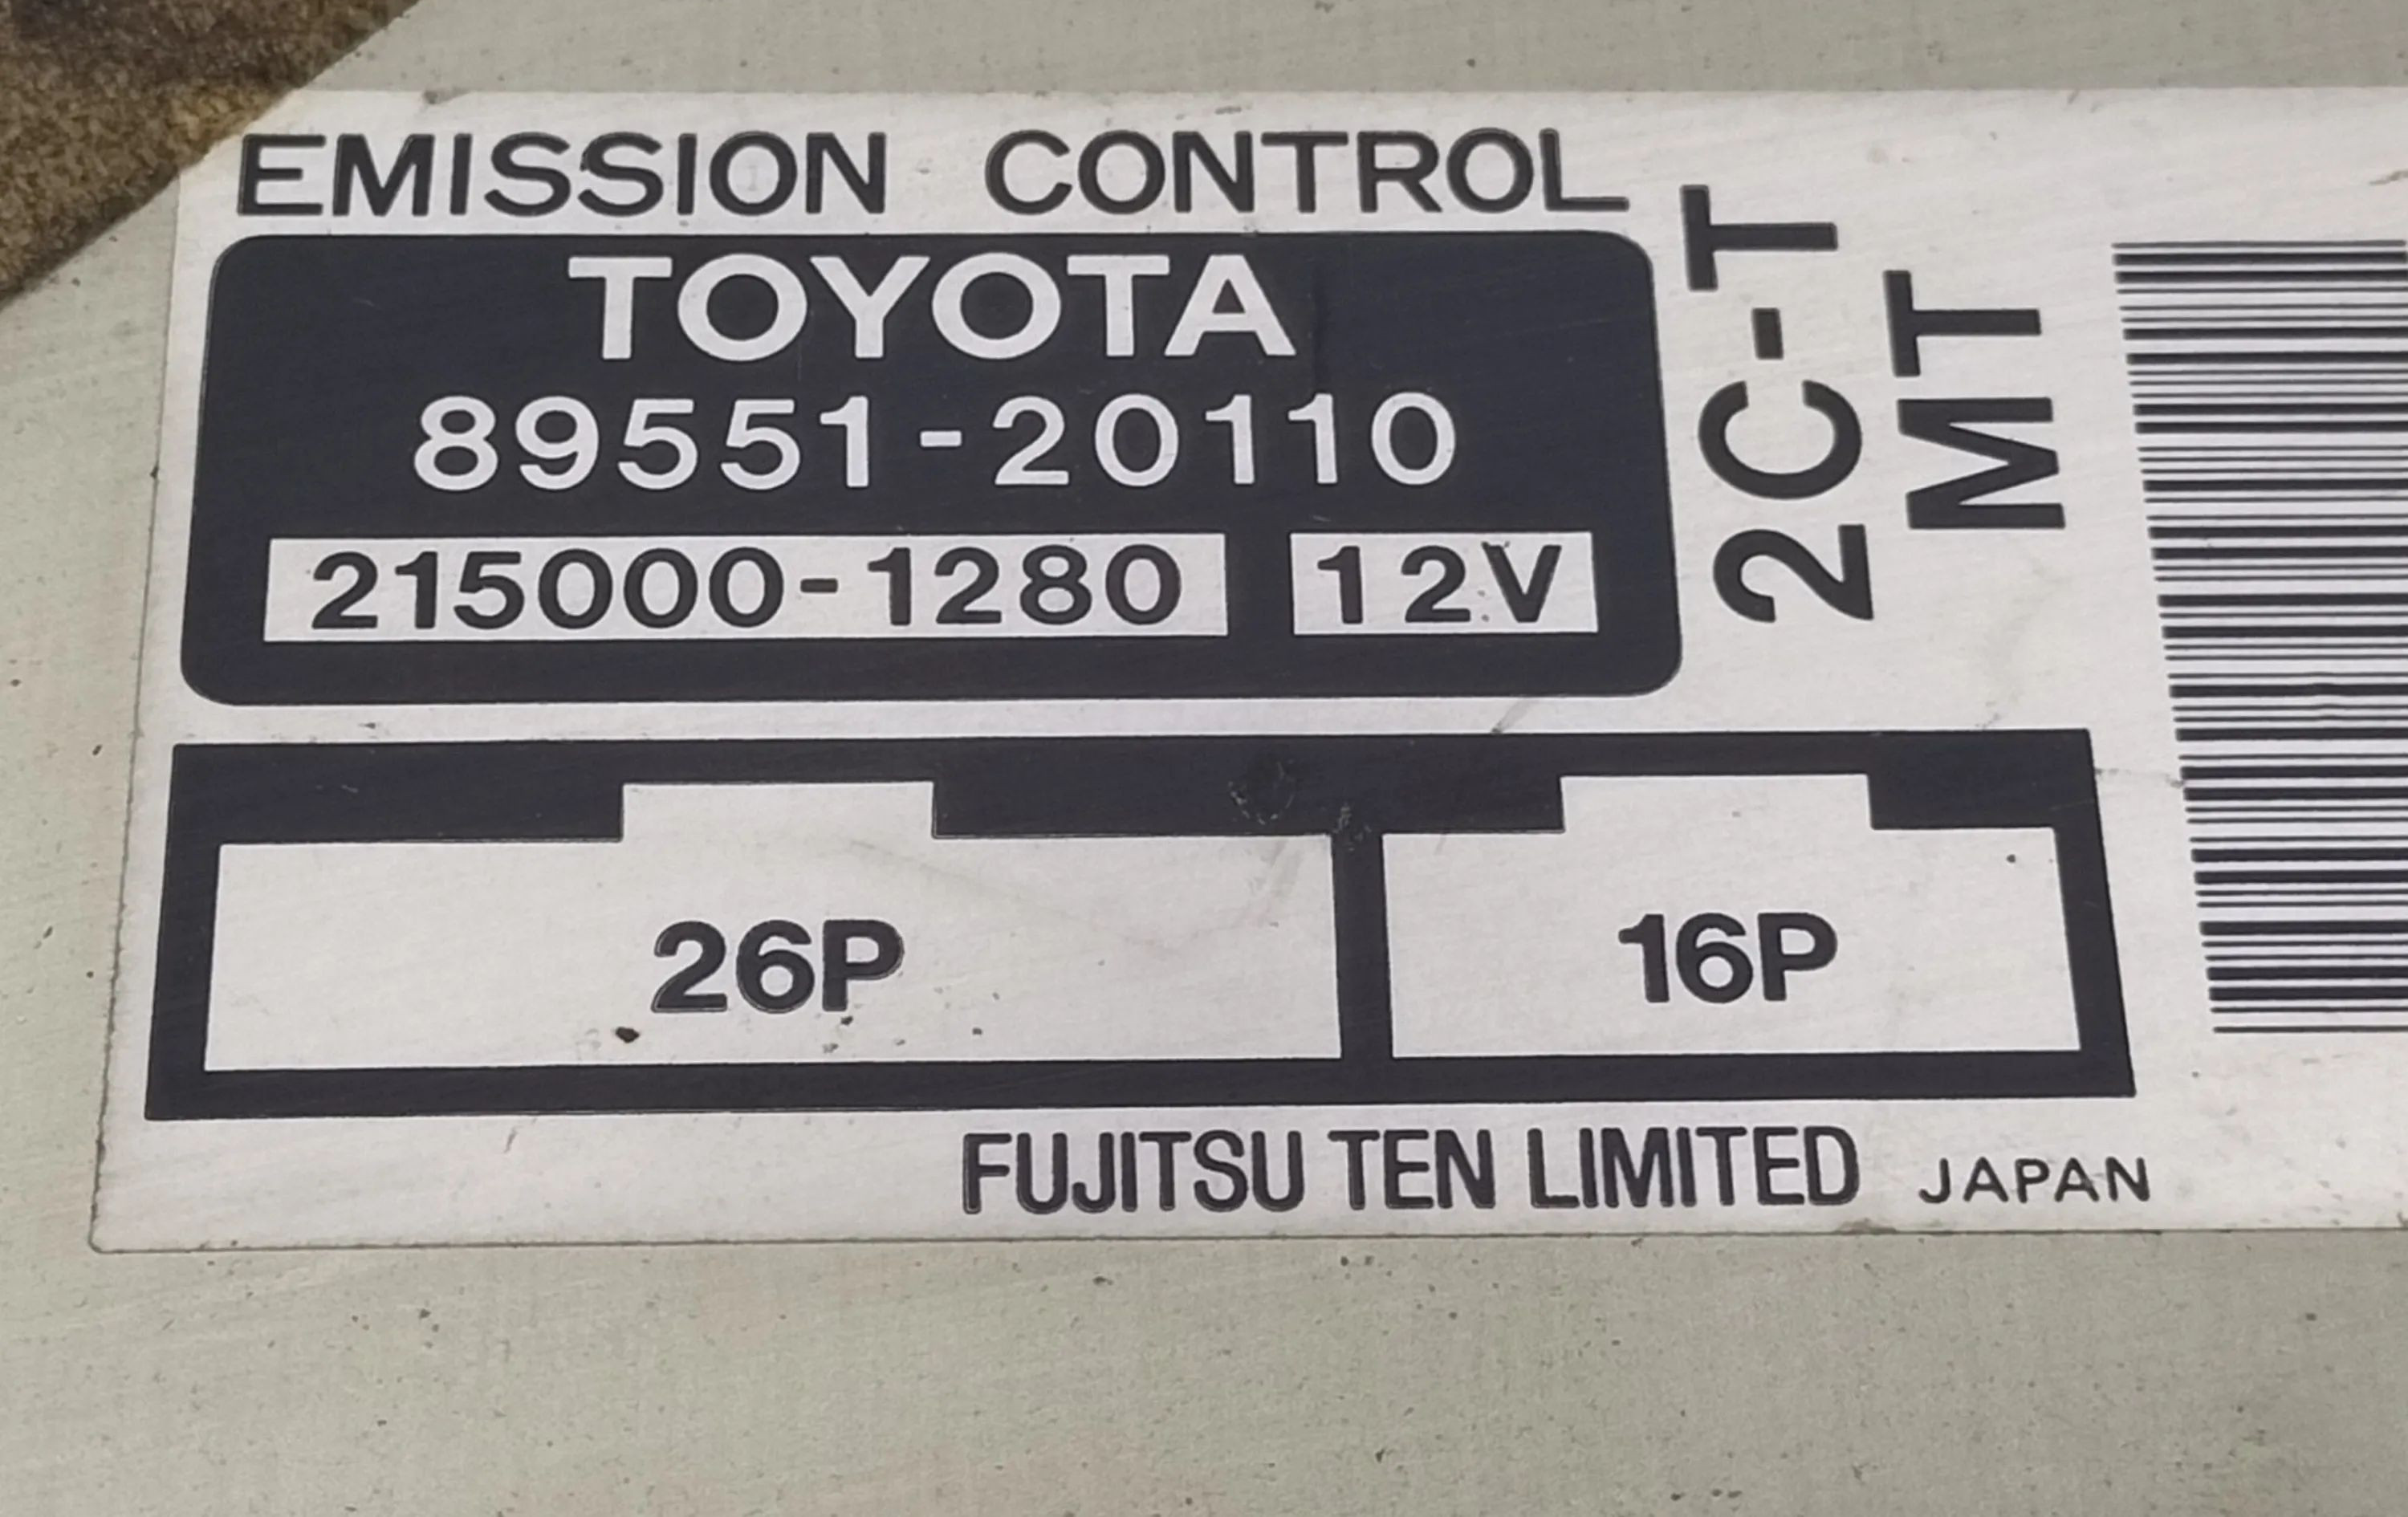 EMISSION CONTROL
TOYOTA
89551-20110
215000-1280 12V
2C-T
MT
26P 16P
FUJITSU TEN LIMITED JAPAN